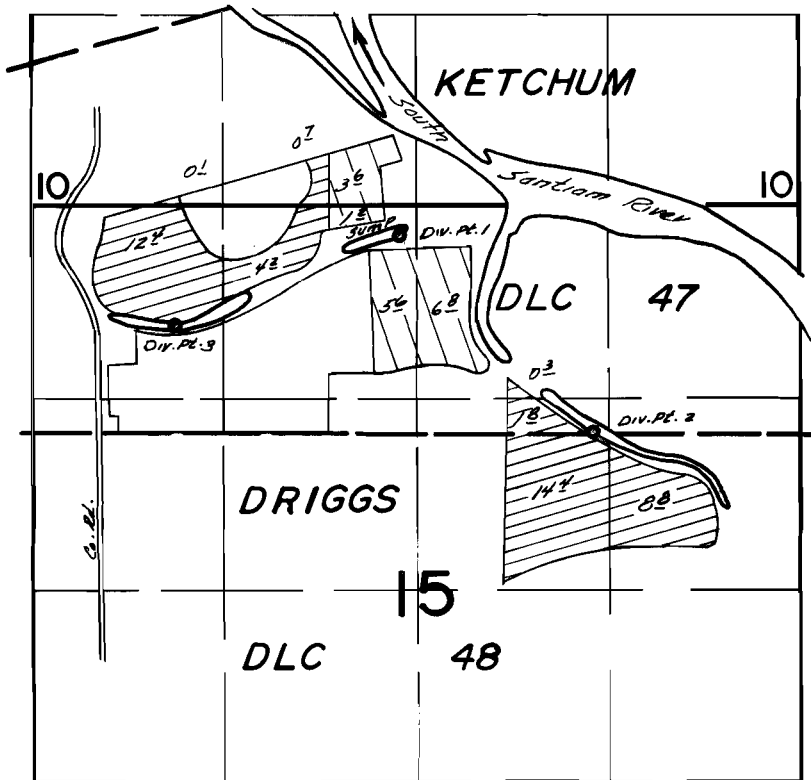 KETCHUM
South
Santiam River
10
10
0.7
0.1
3.6
1.2
Sump
Div. Pt. 1
12.4
4.3
5.6
6.8
DLC 47
Div. Pt. 3
0.3
1.8
Div. Pt. 2
14.4
8.8
DRIGGS
Co. Rd.
15
DLC 48